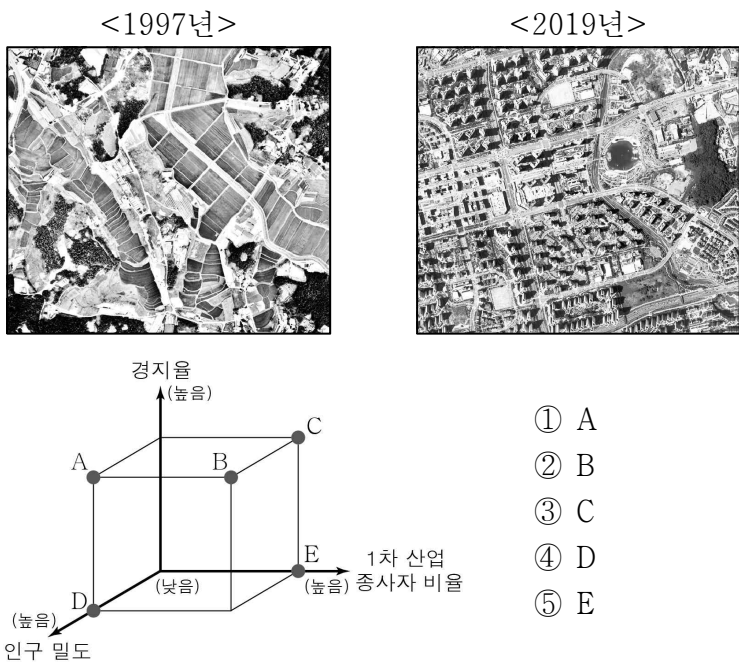 <1997년>
<2019년>
경지율
(높음)
C
A
B
E
1차 산업
종사자 비율
(낮음)
(높음)
D
(높음)
인구 밀도
① A
② B
③ C
④ D
⑤ E